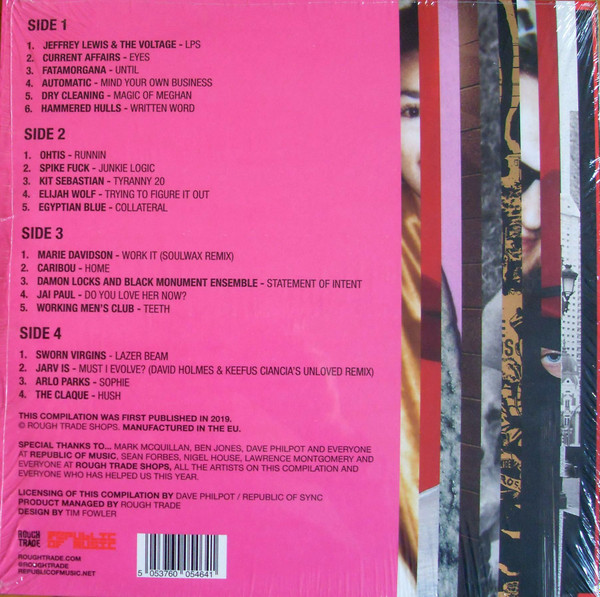 SIDE 1
1. JEFFREY LEWIS & THE VOLTAGE - LPS
2. CURRENT AFFAIRS - EYES
3. FATAMORGANA - UNTIL
4. AUTOMATIC - MIND YOUR OWN BUSINESS
5. DRY CLEANING - MAGIC OF MEGHAN
6. HAMMERED HULLS - WRITTEN WORD
SIDE 2
1. OHTIS - RUNNIN
2. SPIKE FUCK - JUNKIE LOGIC
3. KIT SEBASTIAN - TYRANNY 20
4. ELIJAH WOLF - TRYING TO FIGURE IT OUT
5. EGYPTIAN BLUE - COLLATERAL
SIDE 3
1. MARIE DAVIDSON - WORK IT (SOULWAX REMIX)
2. CARIBOU - HOME
3. DAMON LOCKS AND BLACK MONUMENT ENSEMBLE - STATEMENT OF INTENT
4. JAI PAUL - DO YOU LOVE HER NOW?
5. WORKING MEN'S CLUB - TEETH
SIDE 4
1. SWORN VIRGINS - LAZER BEAM
2. JARV IS - MUST I EVOLVE? (DAVID HOLMES & KEEFUS CIANCIA'S UNLOVED REMIX)
3. ARLO PARKS - SOPHIE
4. THE CLAQUE - HUSH
THIS COMPILATION WAS FIRST PUBLISHED IN 2019.
© ROUGH TRADE SHOPS. MANUFACTURED IN THE EU.
SPECIAL THANKS TO... MARK MCQUILLAN, BEN JONES, DAVE PHILPOT AND EVERYONE
AT REPUBLIC OF MUSIC, SEAN FORBES, NIGEL HOUSE, LAWRENCE MONTGOMERY AND
EVERYONE AT ROUGH TRADE SHOPS, ALL THE ARTISTS ON THIS COMPILATION AND
EVERYONE WHO HAS HELPED US THIS YEAR.
LICENSING OF THIS COMPILATION BY DAVE PHILPOT / REPUBLIC OF SYNC
PRODUCT MANAGED BY ROUGH TRADE
DESIGN BY TIM FOWLER
ROUGH TRADE
REPUBLIC OF MUSIC
ROUGHTRADE.COM
@ROUGHTRADE
REPUBLICOFMUSIC.NET
5 053760 054641